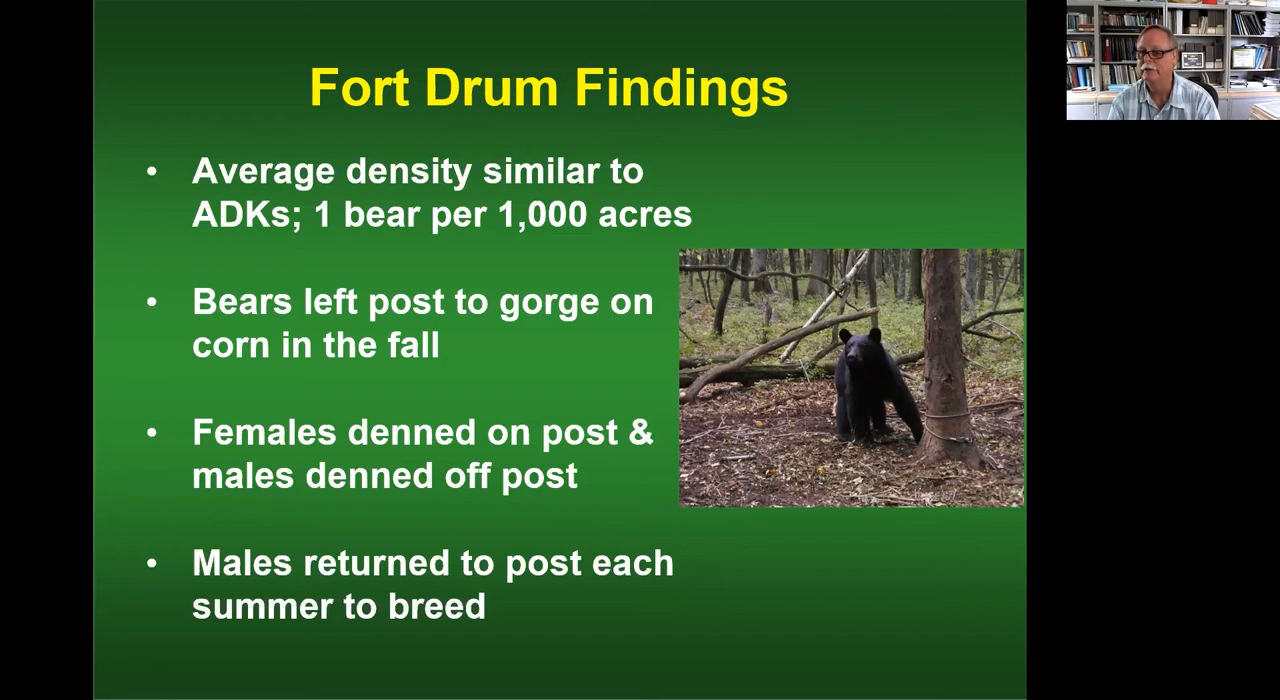 Fort Drum Findings
• Average density similar to
ADKs; 1 bear per 1,000 acres
• Bears left post to gorge on
corn in the fall
• Females denned on post &
males denned off post
• Males returned to post each
summer to breed